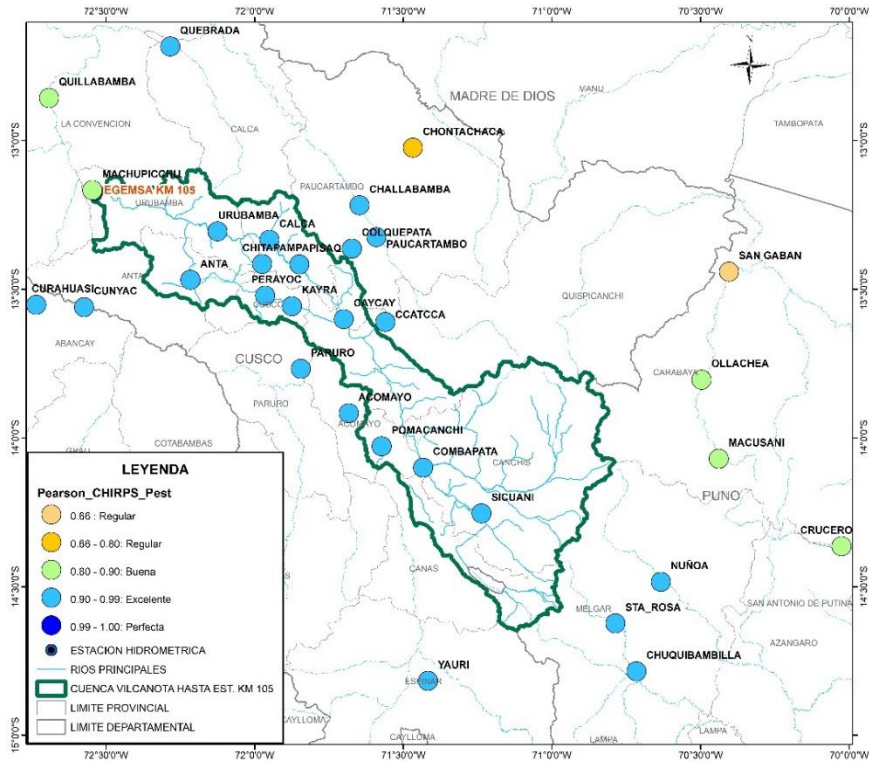 72°30'0"W 72°0'0"W 71°30'0"W 71°0'0"W 70°30'0"W 70°0'0"W
QUEBRADA
QUILLABAMBA
MADRE DE DIOS
MANU
LA CONVENCION
TAMBOPATA
CALCA
CHONTACHACA
13°0'0"S
13°0'0"S
MACHUPICCHU
PAUCARTAMBO
EGEMSA KM 105
CHALLABAMBA
URUBAMBA
URUBAMBA
CALCA
COLQUEPATA
PAUCARTAMBO
CHITAPAMPA
PISAQ
SAN GABAN
ANTA
ANTA
PERAYOC
KAYRA
CUSCO
QUISPICANCHI
13°30'0"S
13°30'0"S
CURAHUASI
CUNYAC
CAYCAY
CCATCCA
ABANCAY
CUSCO
PARURO
OLLACHEA
CARABAYA
PARURO
ACOMAYO
ACOMAYO
COTABAMBAS
GRAU
POMACANCHI
14°0'0"S
14°0'0"S
COMBAPATA
CANCHIS
MACUSANI
PUNO
SICUANI
CRUCERO
CANAS
NUÑOA
14°30'0"S
14°30'0"S
MELGAR
STA_ROSA
SAN ANTONIO DE PUTINA
AZANGARO
YAURI
ESPINAR
CHUQUIBAMBILLA
CAYLLOMA
CAYLLOMA
LAMPA
LAMPA
15°0'0"S
15°0'0"S
LEYENDA
Pearson_CHIRPS_Pest
0.66 : Regular
0.66 - 0.80: Regular
0.80 - 0.90: Buena
0.90 - 0.99: Excelente
0.99 - 1.00: Perfecta
ESTACION HIDROMETRICA
RIOS PRINCIPALES
CUENCA VILCANOTA HASTA EST. KM 105
LIMITE PROVINCIAL
LIMITE DEPARTAMENTAL
72°30'0"W 72°0'0"W 71°30'0"W 71°0'0"W 70°30'0"W 70°0'0"W